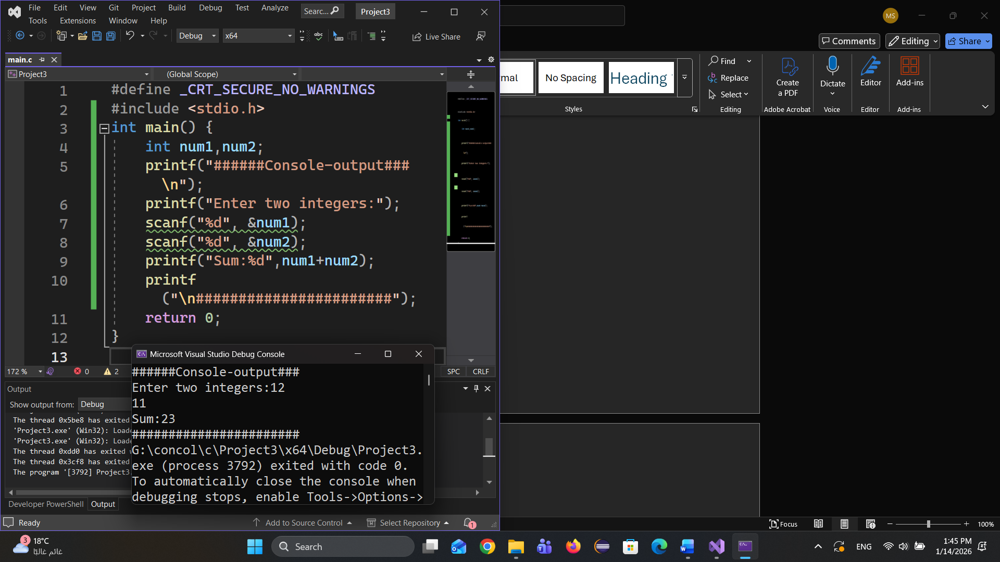 File Edit View Git Project Build Debug Test Analyze Searc... Project3
Tools Extensions Window Help
Debug x64 abc Live Share
main.c
Project3 (Global Scope)
1 #define _CRT_SECURE_NO_WARNINGS
2 #include <stdio.h>
3 int main() {
4 int num1,num2;
5 printf("######Console-output###
\n");
6 printf("Enter two integers:");
7 scanf("%d", &num1);
8 scanf("%d", &num2);
9 printf("Sum:%d",num1+num2);
10 printf
("\n#######################");
11 return 0;
12 }
13
172 % 0 2 SPC CRLF
Output
Show output from: Debug
The thread 0x5be8 has exited
'Project3.exe' (Win32): Loade
'Project3.exe' (Win32): Loade
The thread 0xdd0 has exited w
The thread 0x3cf8 has exited
The program '[3792] Project3
Developer PowerShell Output
Ready Add to Source Control Select Repository 1
Microsoft Visual Studio Debug Console
######Console-output###
Enter two integers:12
11
Sum:23
#######################
G:\concol\c\Project3\x64\Debug\Project3.
exe (process 3792) exited with code 0.
To automatically close the console when
debugging stops, enable Tools->Options->
MS
Comments Editing Share
rmal No Spacing Heading
Styles
Find
Replace
Select
Editing
Create
a PDF
Adobe Acrobat
Dictate
Voice
Editor
Editor
Add-ins
Add-ins
Focus 100%
3 18°C
غائم غالبًا
Search
ENG
1:45 PM
1/14/2026